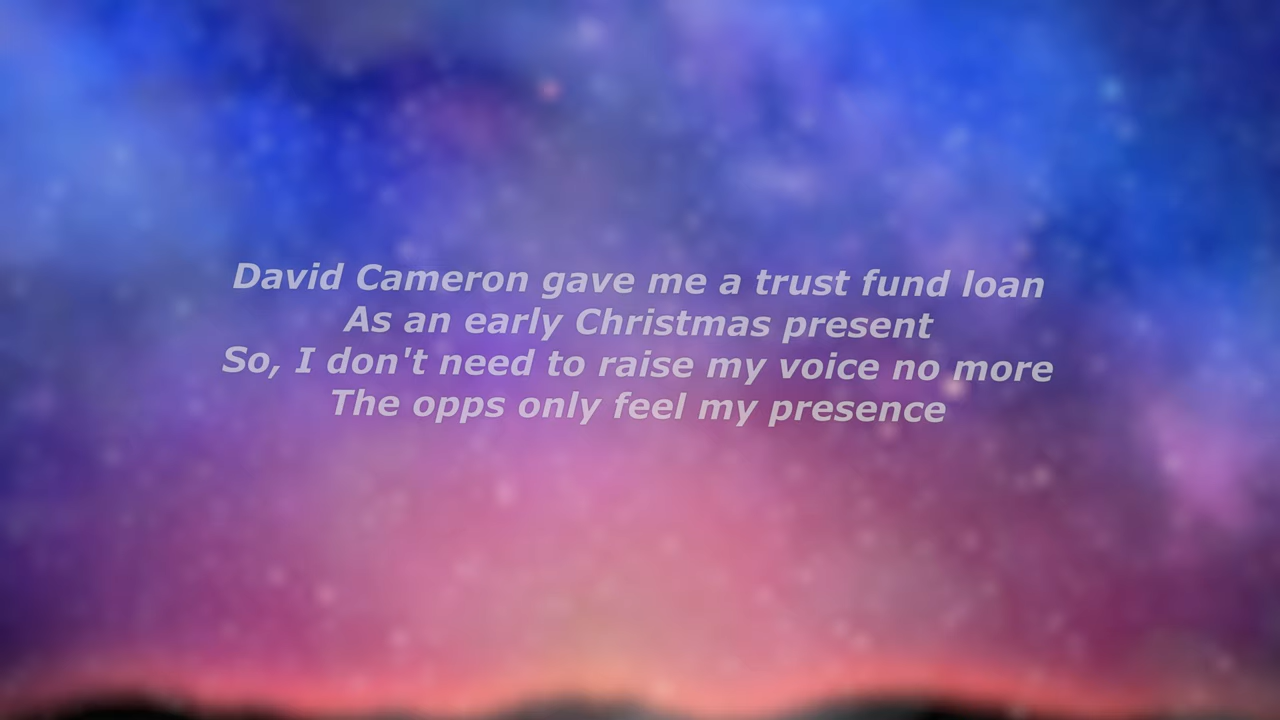 David Cameron gave me a trust fund loan
As an early Christmas present
So, I don't need to raise my voice no more
The opps only feel my presence